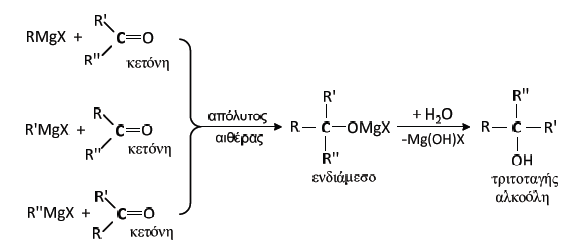 R'
RMgX + C=O
R"
κετόνη
R
R'MgX + C=O
R"
κετόνη
R'
R"MgX + C=O
R
κετόνη
απόλυτος
αιθέρας
R'
R—C—OMgX
R"
ενδιάμεσο
+ H₂O
-Mg(OH)X
R"
R—C—R'
OH
τριτοταγής
αλκοόλη